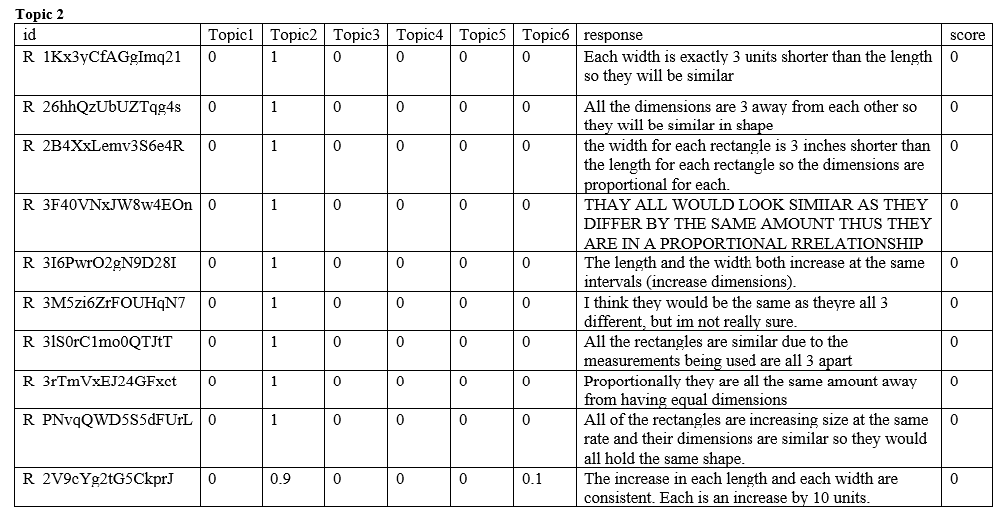 Topic 2
id Topic1 Topic2 Topic3 Topic4 Topic5 Topic6 response score
R 1Kx3yCfAGgImq21 0 1 0 0 0 0 Each width is exactly 3 units shorter than the length 0
so they will be similar
R 26hhQzUbUZTqg4s 0 1 0 0 0 0 All the dimensions are 3 away from each other so 0
they will be similar in shape
R 2B4XxLemv3S6e4R 0 1 0 0 0 0 the width for each rectangle is 3 inches shorter than 0
the length for each rectangle so the dimensions are
proportional for each.
R 3F40VNxJW8w4EOn 0 1 0 0 0 0 THAY ALL WOULD LOOK SIMIIAR AS THEY 0
DIFFER BY THE SAME AMOUNT THUS THEY
ARE IN A PROPORTIONAL RRELATIONSHIP
R 3I6PwrO2gN9D28I 0 1 0 0 0 0 The length and the width both increase at the same 0
intervals (increase dimensions).
R 3M5zi6ZrFOUHqN7 0 1 0 0 0 0 I think they would be the same as theyre all 3 0
different, but im not really sure.
R 3lS0rC1mo0QTJtT 0 1 0 0 0 0 All the rectangles are similar due to the 0
measurements being used are all 3 apart
R 3rTmVxEJ24GFxct 0 1 0 0 0 0 Proportionally they are all the same amount away 0
from having equal dimensions
R PNvqQWD5S5dFUrL 0 1 0 0 0 0 All of the rectangles are increasing size at the same 0
rate and their dimensions are similar so they would
all hold the same shape.
R 2V9cYg2tG5CkprJ 0 0.9 0 0 0 0.1 The increase in each length and each width are 0
consistent. Each is an increase by 10 units.